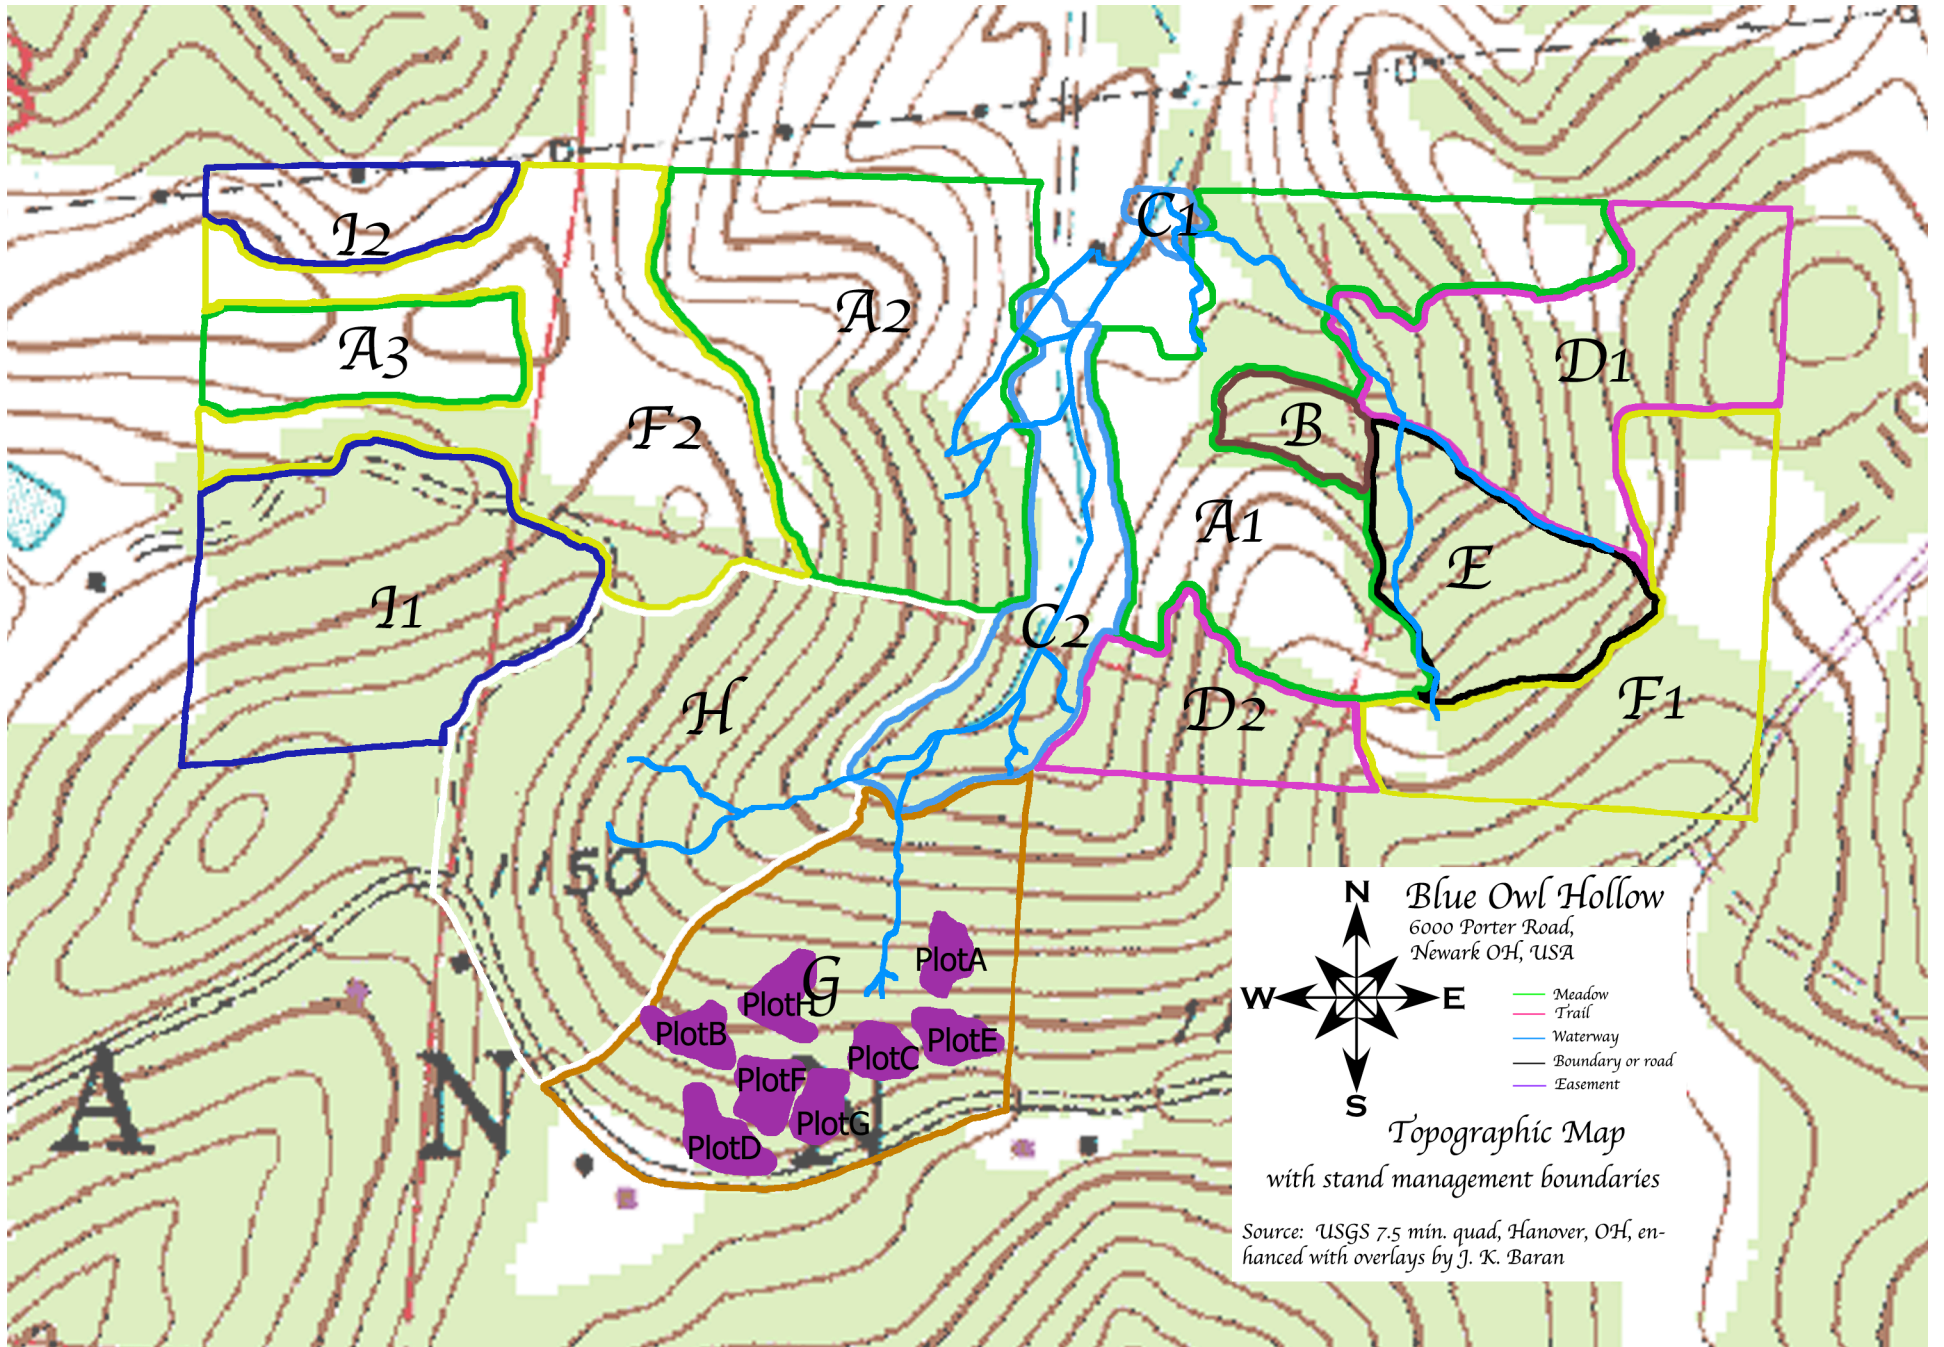 I2
C1
A2
A3
D1
F2
B
A1
E
I1
C2
H
D2
F1
1150
N
Blue Owl Hollow
6000 Porter Road,
Newark OH, USA
W
E
S
Meadow
Trail
Waterway
Boundary or road
Easement
G
PlotA
PlotH
PlotB
PlotE
PlotC
PlotF
PlotG
PlotD
A
N
Topographic Map
with stand management boundaries
Source: USGS 7.5 min. quad, Hanover, OH, en-
hanced with overlays by J. K. Baran